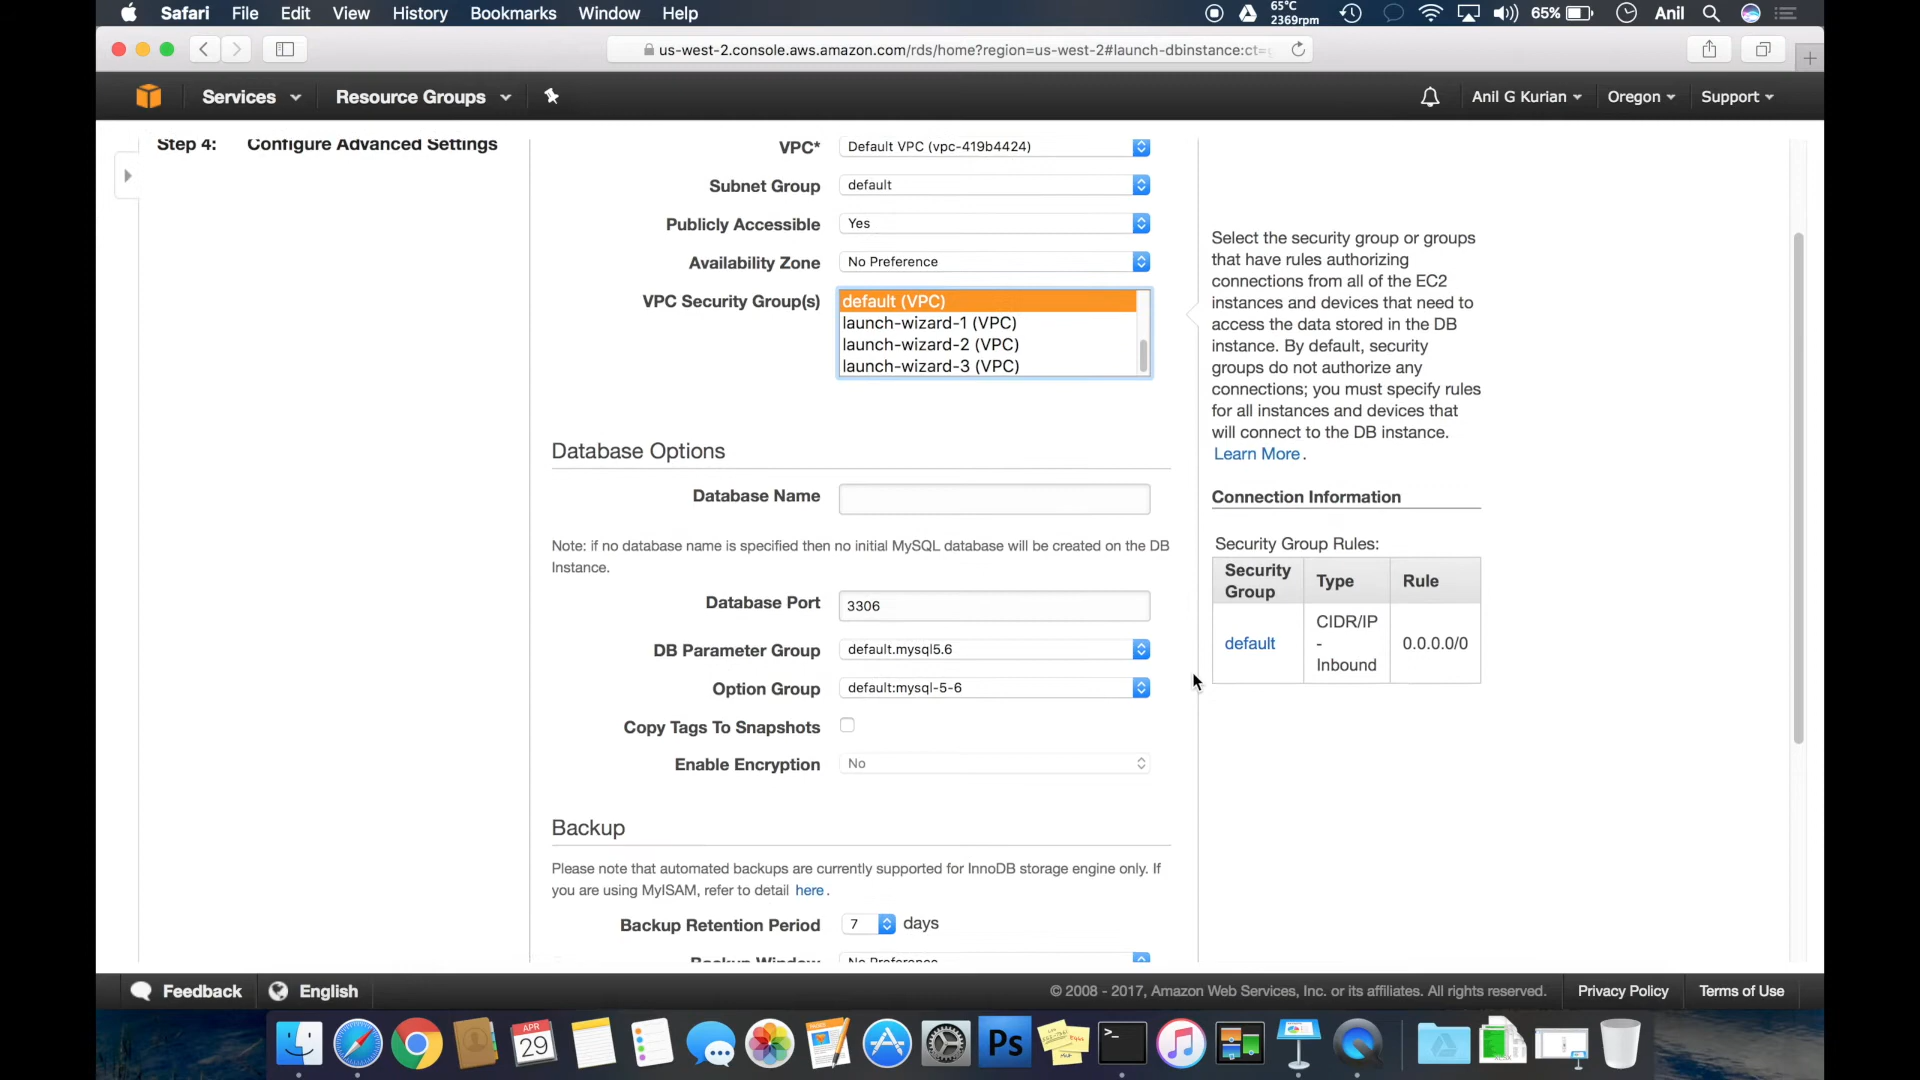 Safari File Edit View History Bookmarks Window Help 65°C 2369rpm 65% Anil
us-west-2.console.aws.amazon.com/rds/home?region=us-west-2#launch-dbinstance:ct=
Services Resource Groups Anil G Kurian Oregon Support
Step 4: Configure Advanced Settings
VPC* Default VPC (vpc-419b4424)
Subnet Group default
Publicly Accessible Yes
Availability Zone No Preference
VPC Security Group(s) default (VPC)
launch-wizard-1 (VPC)
launch-wizard-2 (VPC)
launch-wizard-3 (VPC)
Select the security group or groups
that have rules authorizing
connections from all of the EC2
instances and devices that need to
access the data stored in the DB
instance. By default, security
groups do not authorize any
connections; you must specify rules
for all instances and devices that
will connect to the DB instance.
Learn More.
Database Options
Database Name
Note: if no database name is specified then no initial MySQL database will be created on the DB
Instance.
Database Port 3306
DB Parameter Group default.mysql5.6
Option Group default:mysql-5-6
Copy Tags To Snapshots
Enable Encryption No
Connection Information
Security Group Rules:
Security Group Type Rule
default CIDR/IP - Inbound 0.0.0.0/0
Backup
Please note that automated backups are currently supported for InnoDB storage engine only. If
you are using MyISAM, refer to detail here.
Backup Retention Period 7 days
Backup Window No Preference
Feedback English © 2008 - 2017, Amazon Web Services, Inc. or its affiliates. All rights reserved. Privacy Policy Terms of Use
APR
29
Ps